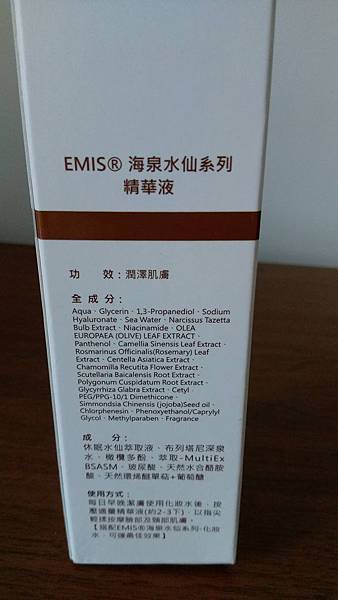 EMIS® 海泉水仙系列
精華液
功　效：潤澤肌膚
全成分：
Aqua、Glycerin、1,3-Propanediol、Sodium
Hyaluronate、Sea Water、Narcissus Tazetta
Bulb Extract、Niacinamide、OLEA
EUROPAEA (OLIVE) LEAF EXTRACT、
Panthenol、Camellia Sinensis Leaf Extract、
Rosmarinus Officinalis(Rosemary) Leaf
Extract、Centella Asiatica Extract、
Chamomilla Recutita Flower Extract、
Scutellaria Baicalensis Root Extract、
Polygonum Cuspidatum Root Extract、
Glycyrrhiza Glabra Extract、Cetyl
PEG/PPG-10/1 Dimethicone、
Simmondsia Chinensis (jojoba)Seed oil、
Chlorphenesin、Phenoxyethanol/Caprylyl
Glycol、Methylparaben、Fragrance
成　分：
休眠水仙萃取液、布列塔尼深泉
水、橄欖多酚、萃取-MultiEx
BSASM、玻尿酸、天然水合酪胺
酸、天然環烯醚單萜+葡萄醣
使用方式：
每日早晚潔膚使用化妝水後，按
壓適量精華液(約2-3下)，以指尖
輕揉按摩臉部及頸部肌膚。
【搭配EMIS®海泉水仙系列-化妝
水，可達最佳效果】